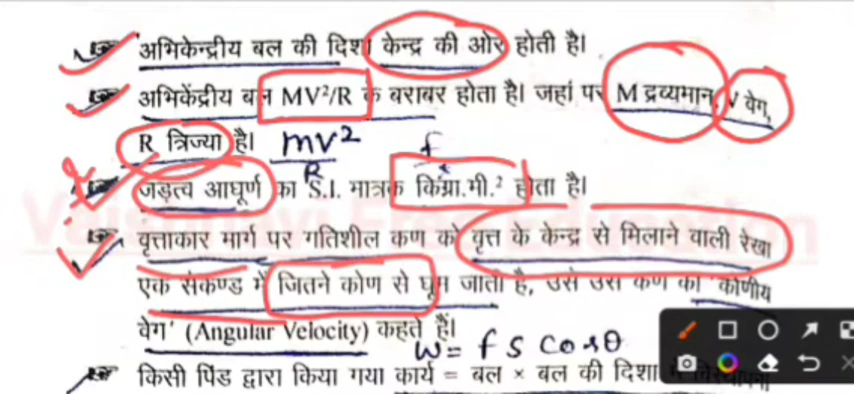 अभिकेन्द्रीय बल की दिशा केन्द्र की ओर होती है।
अभिकेंद्रीय बल MV²/R के बराबर होता है। जहां पर M द्रव्यमान, V वेग,
R त्रिज्या है। mv²/R
जड़त्व आघूर्ण का S.I. मात्रक किग्रा.मी.² होता है।
वृत्ताकार मार्ग पर गतिशील कण को वृत्त के केन्द्र से मिलाने वाली रेखा
एक सेकण्ड में जितने कोण से घूम जाती है, उसे उस कण का 'कोणीय
वेग' (Angular Velocity) कहते हैं।
W = f s cosθ
किसी पिंड द्वारा किया गया कार्य = बल × बल की दिशा में विस्थापन